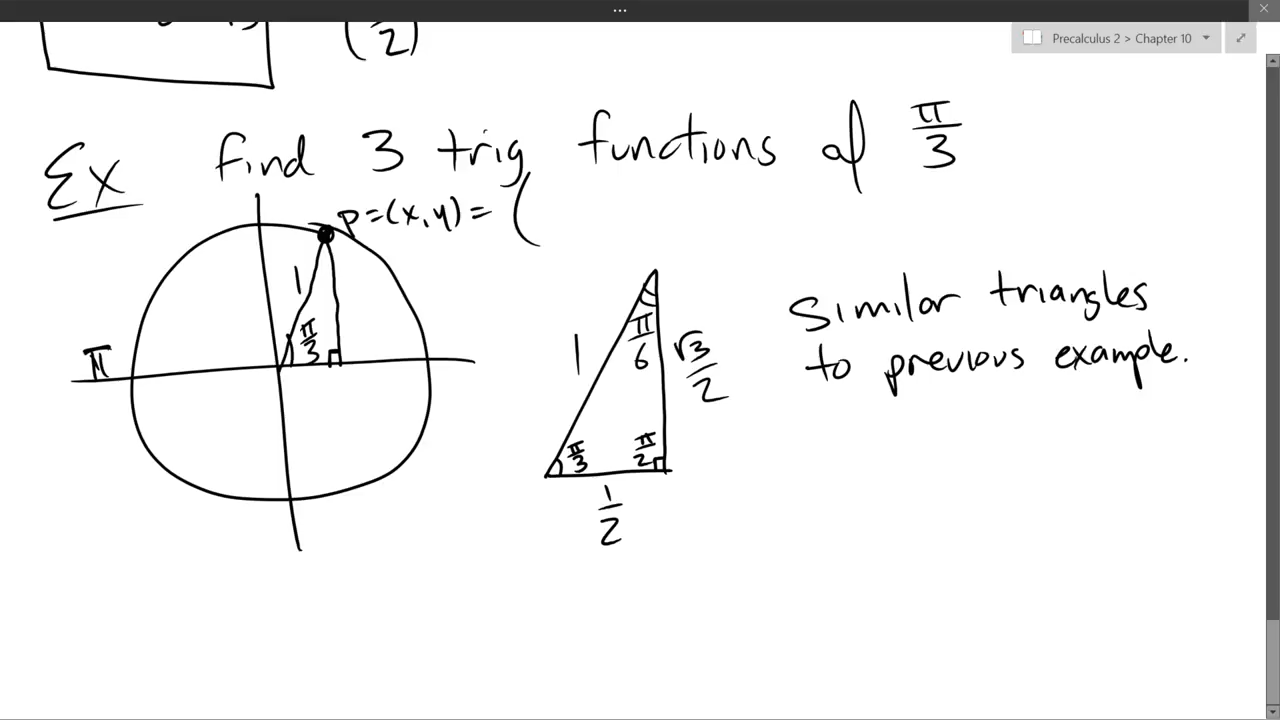 Precalculus 2 > Chapter 10
2
Ex find 3 trig functions of π/3
p=(x,y)= (
1
π/3
π
1
π/6
√3/2
π/3
π/2
1/2
Similar triangles
to previous example.